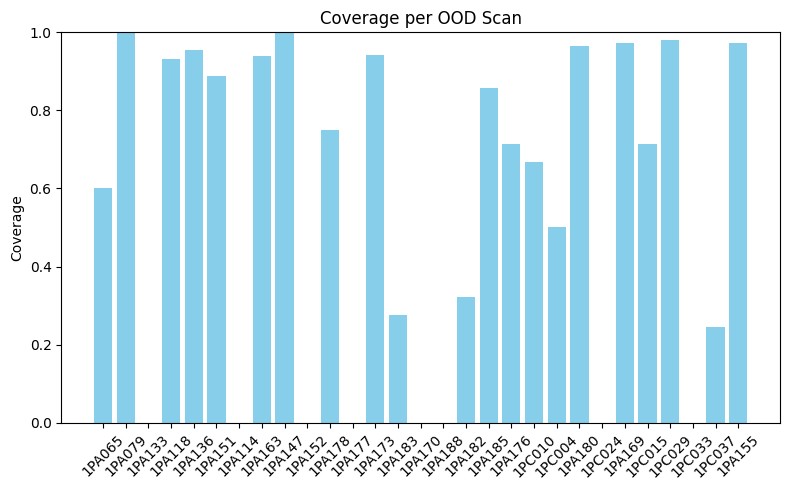 Coverage per OOD Scan
Coverage
1.0
0.8
0.6
0.4
0.2
0.0
1PA065
1PA079
1PA133
1PA118
1PA136
1PA151
1PA114
1PA163
1PA147
1PA152
1PA178
1PA177
1PA173
1PA183
1PA170
1PA188
1PA182
1PA185
1PA176
1PC010
1PC004
1PA180
1PC024
1PA169
1PC015
1PC029
1PC033
1PC037
1PA155